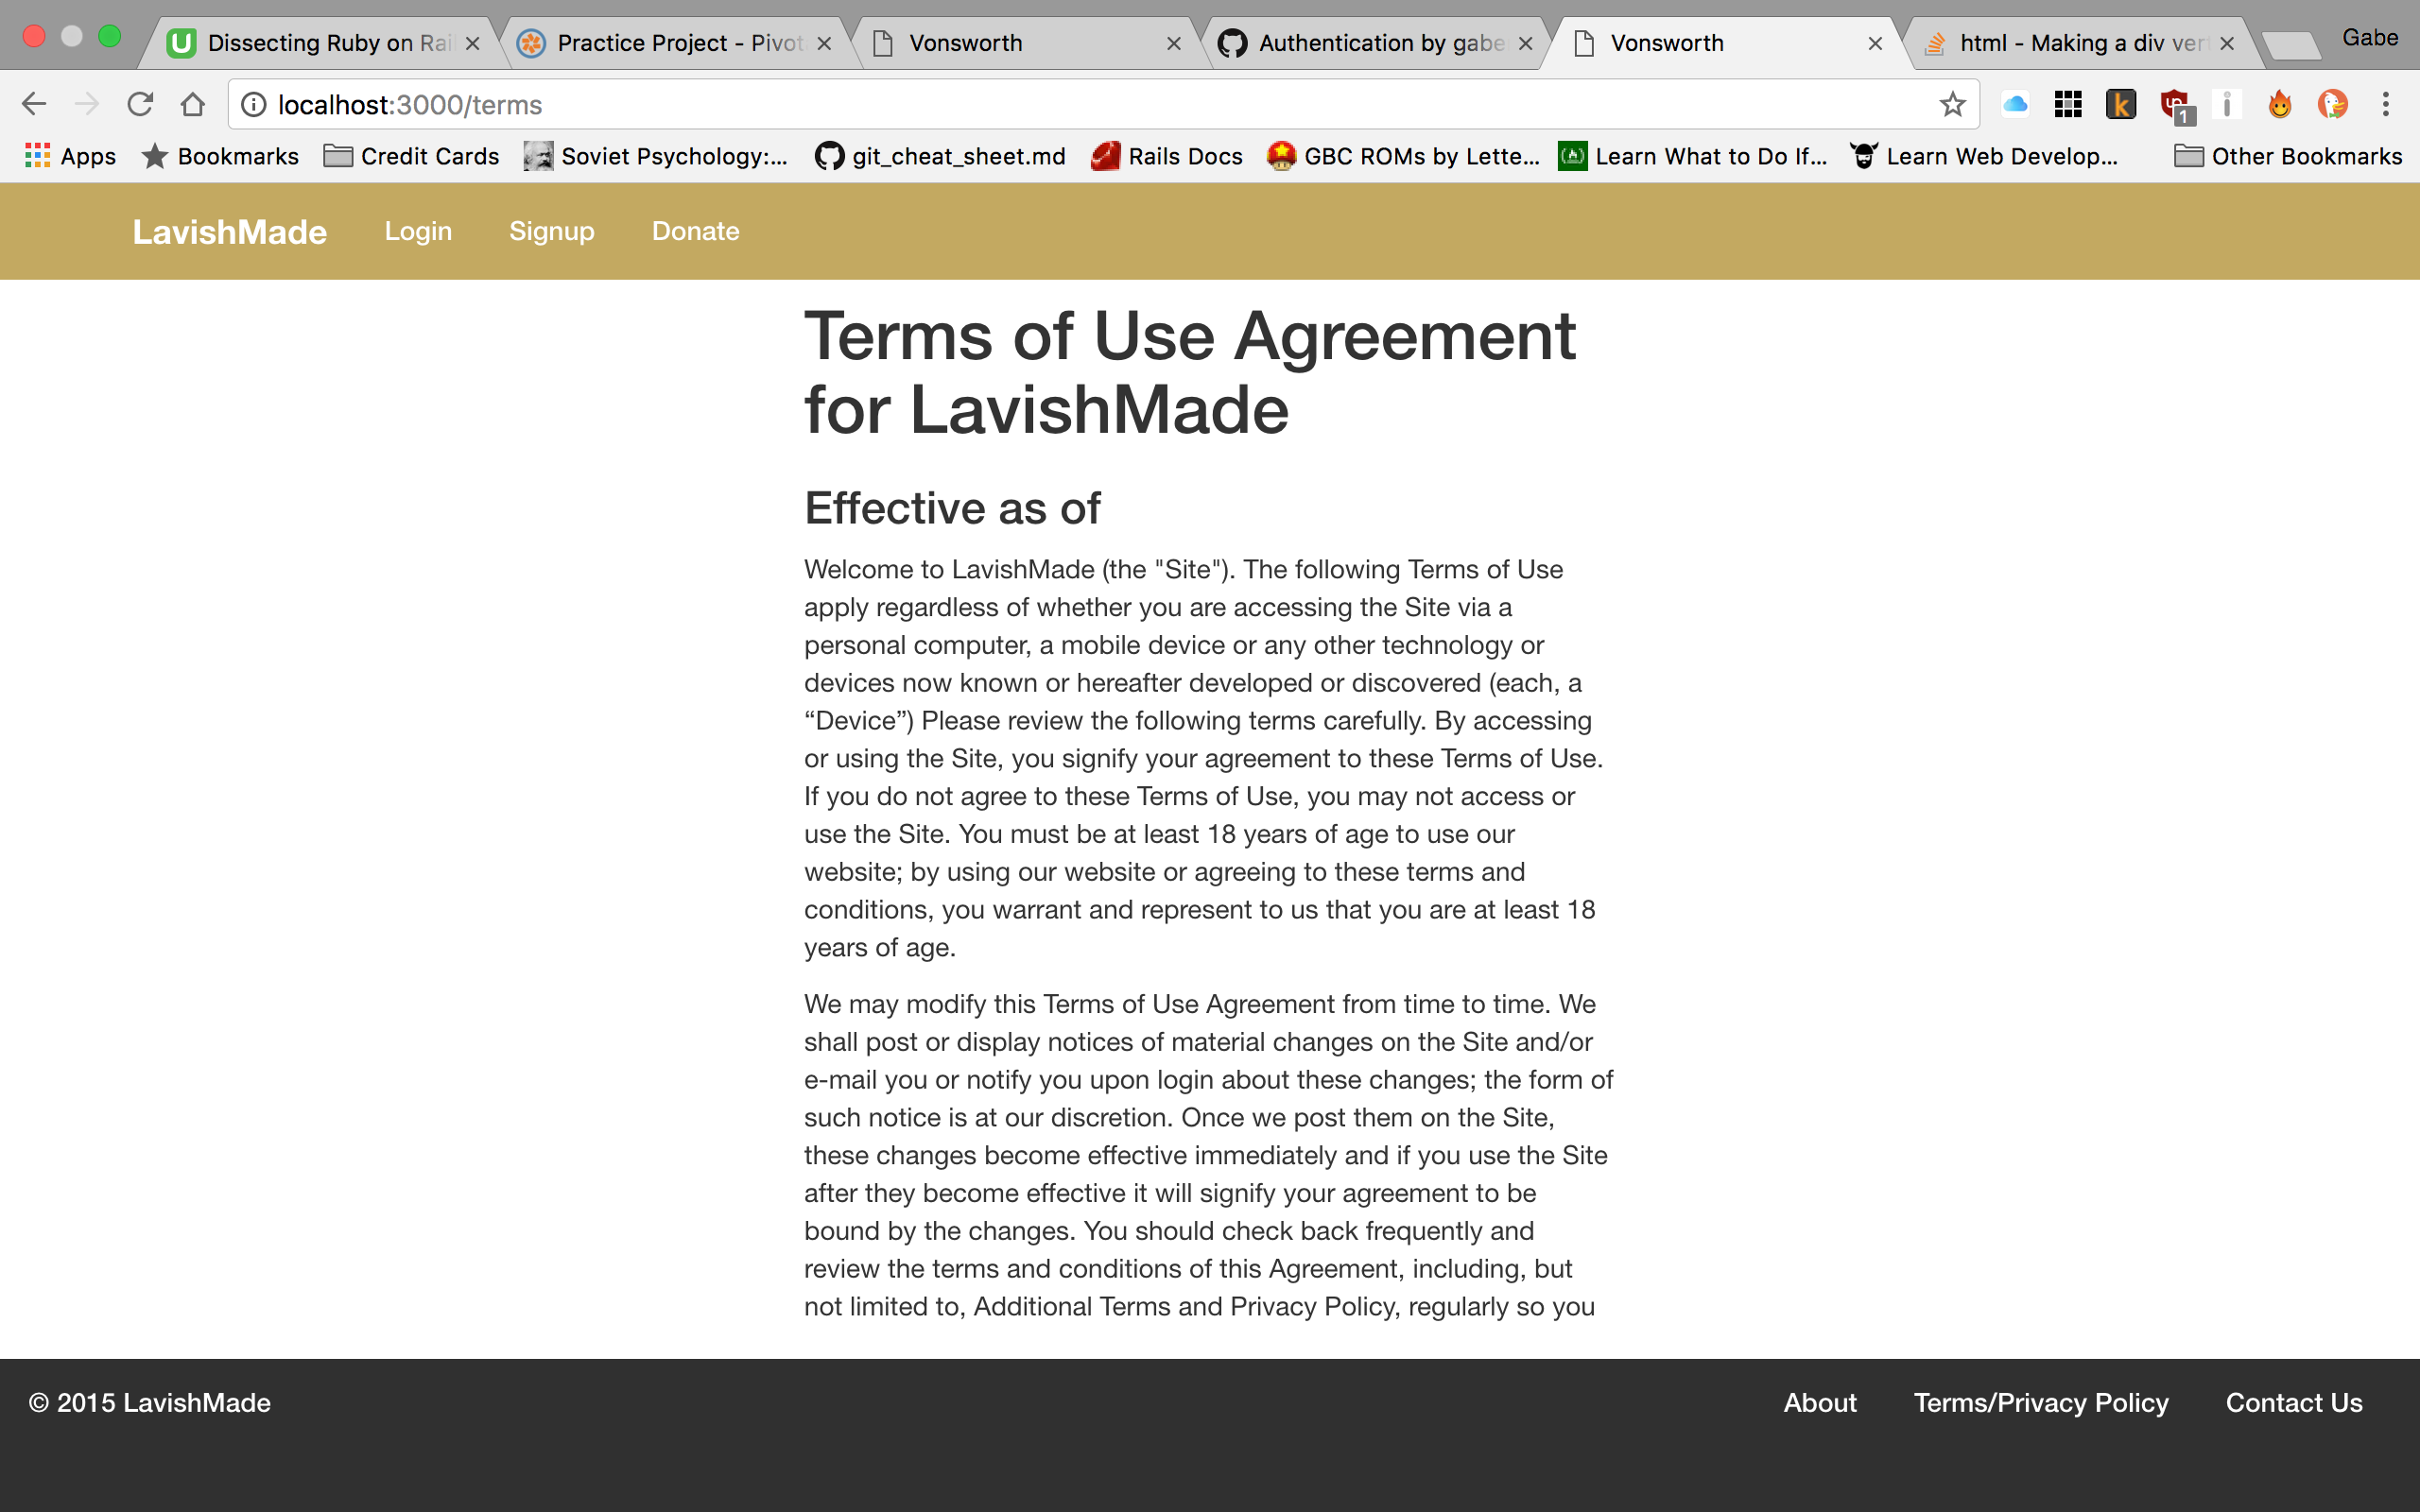 Dissecting Ruby on Rai
Practice Project - Pivot
Vonsworth
Authentication by gabe
Vonsworth
html - Making a div ver
Gabe
localhost:3000/terms
1
Apps
Bookmarks
Credit Cards
Soviet Psychology:...
git_cheat_sheet.md
Rails Docs
GBC ROMs by Lette...
Learn What to Do If...
Learn Web Develop...
Other Bookmarks
LavishMade
Login
Signup
Donate
Terms of Use Agreement
for LavishMade
Effective as of
Welcome to LavishMade (the "Site"). The following Terms of Use
apply regardless of whether you are accessing the Site via a
personal computer, a mobile device or any other technology or
devices now known or hereafter developed or discovered (each, a
“Device”) Please review the following terms carefully. By accessing
or using the Site, you signify your agreement to these Terms of Use.
If you do not agree to these Terms of Use, you may not access or
use the Site. You must be at least 18 years of age to use our
website; by using our website or agreeing to these terms and
conditions, you warrant and represent to us that you are at least 18
years of age.
We may modify this Terms of Use Agreement from time to time. We
shall post or display notices of material changes on the Site and/or
e-mail you or notify you upon login about these changes; the form of
such notice is at our discretion. Once we post them on the Site,
these changes become effective immediately and if you use the Site
after they become effective it will signify your agreement to be
bound by the changes. You should check back frequently and
review the terms and conditions of this Agreement, including, but
not limited to, Additional Terms and Privacy Policy, regularly so you
© 2015 LavishMade
About
Terms/Privacy Policy
Contact Us